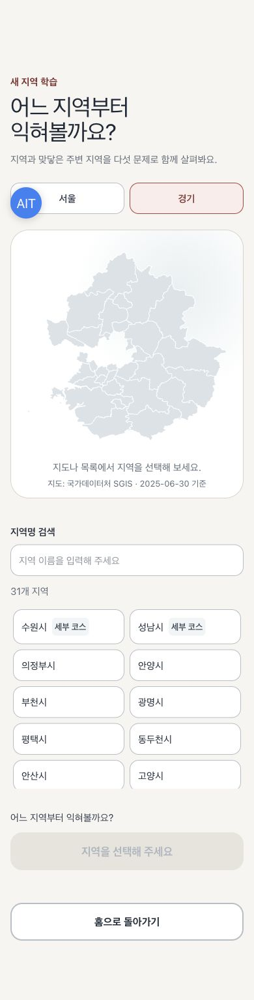 새 지역 학습
어느 지역부터
익혀볼까요?
지역과 맞닿은 주변 지역을 다섯 문제로 함께 살펴봐요.
AIT
서울
경기
지도나 목록에서 지역을 선택해 보세요.
지도: 국가데이터처 SGIS · 2025-06-30 기준
지역명 검색
지역 이름을 입력해 주세요
31개 지역
수원시 세부 코스
성남시 세부 코스
의정부시
안양시
부천시
광명시
평택시
동두천시
안산시
고양시
어느 지역부터 익혀볼까요?
지역을 선택해 주세요
홈으로 돌아가기